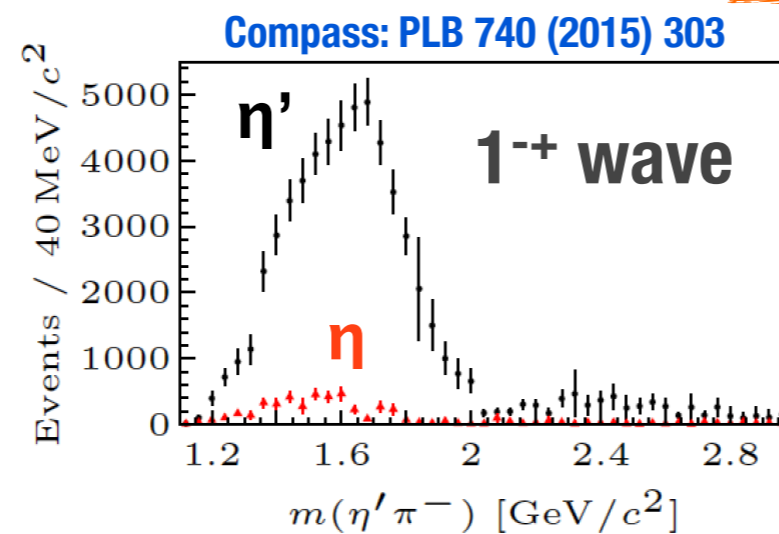 Compass: PLB 740 (2015) 303
Events / 40 MeV/c²
5000
4000
3000
2000
1000
0
η’
1⁻⁺ wave
η
1.2 1.6 2 2.4 2.8
m(η′π⁻) [GeV/c²]